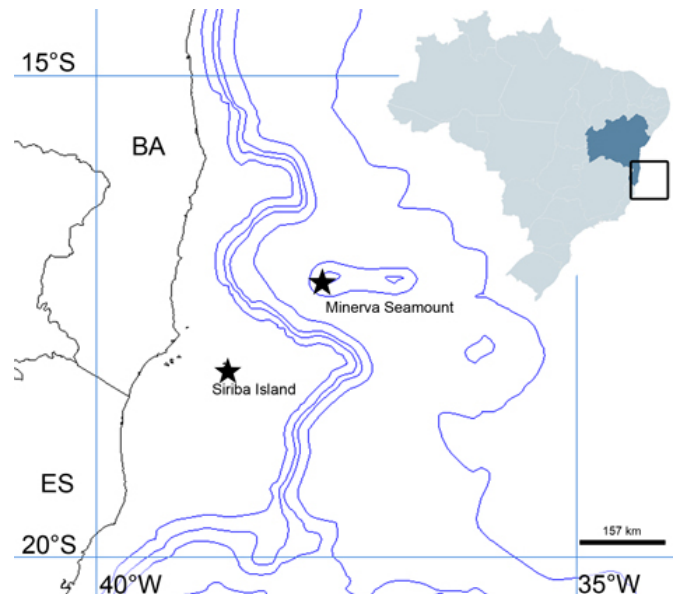 15°S
BA
Minerva Seamount
Siriba Island
ES
157 km
20°S
40°W
35°W